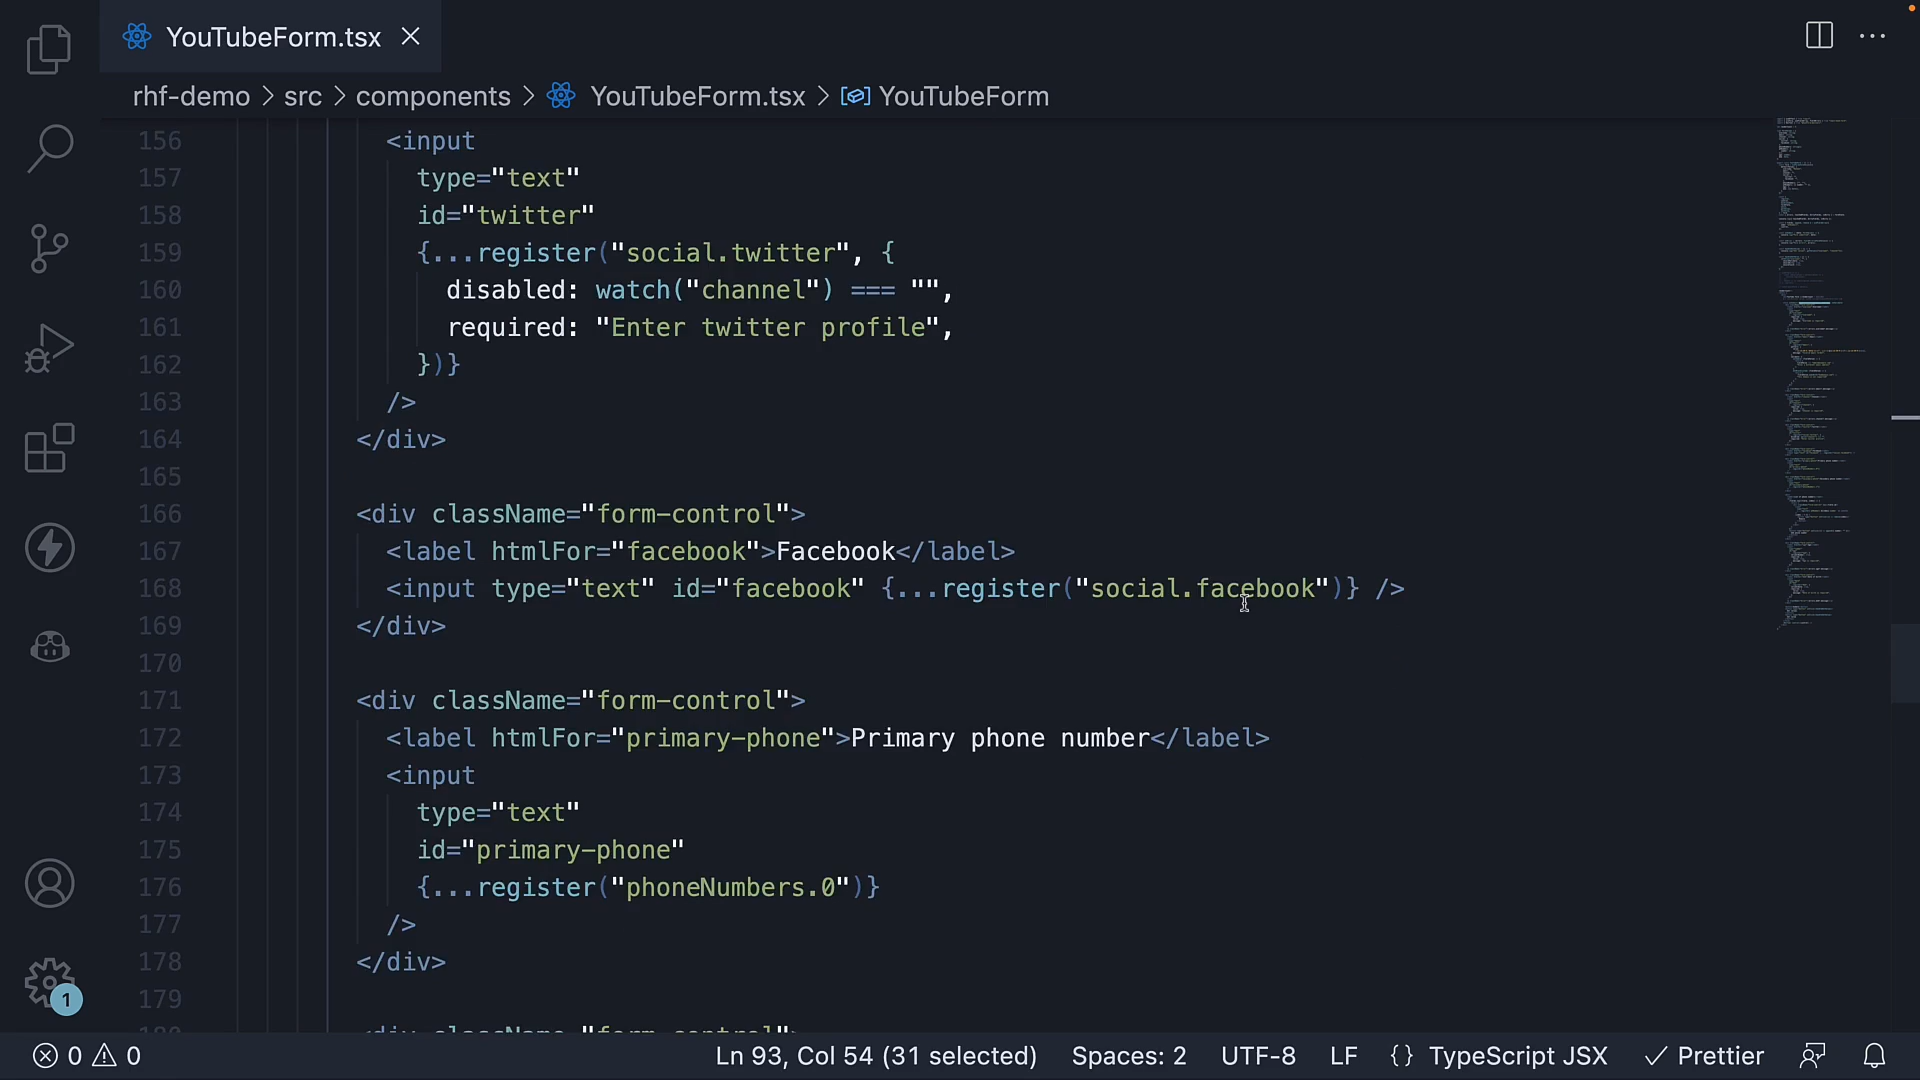 YouTubeForm.tsx
rhf-demo > src > components > YouTubeForm.tsx > YouTubeForm
156 <input
157 type="text"
158 id="twitter"
159 {...register("social.twitter", {
160 disabled: watch("channel") === "",
161 required: "Enter twitter profile",
162 })}
163 />
164 </div>
165
166 <div className="form-control">
167 <label htmlFor="facebook">Facebook</label>
168 <input type="text" id="facebook" {...register("social.facebook")} />
169 </div>
170
171 <div className="form-control">
172 <label htmlFor="primary-phone">Primary phone number</label>
173 <input
174 type="text"
175 id="primary-phone"
176 {...register("phoneNumbers.0")}
177 />
178 </div>
179
180 <div className="form-control">
1
0 0 Ln 93, Col 54 (31 selected) Spaces: 2 UTF-8 LF {} TypeScript JSX Prettier